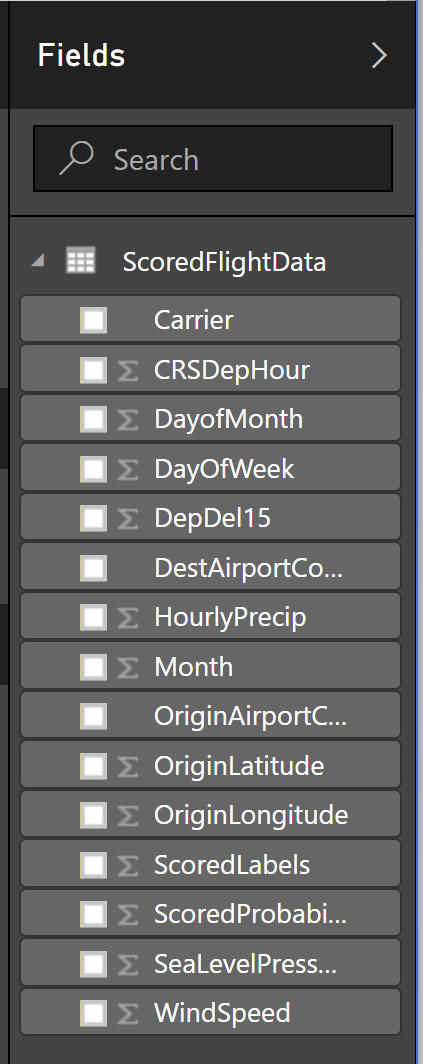 Fields
Search
ScoredFlightData
Carrier
Σ CRSDepHour
Σ DayofMonth
Σ DayOfWeek
Σ DepDel15
DestAirportCo...
Σ HourlyPrecip
Σ Month
OriginAirportC...
Σ OriginLatitude
Σ OriginLongitude
Σ ScoredLabels
Σ ScoredProbabi...
Σ SeaLevelPress...
Σ WindSpeed